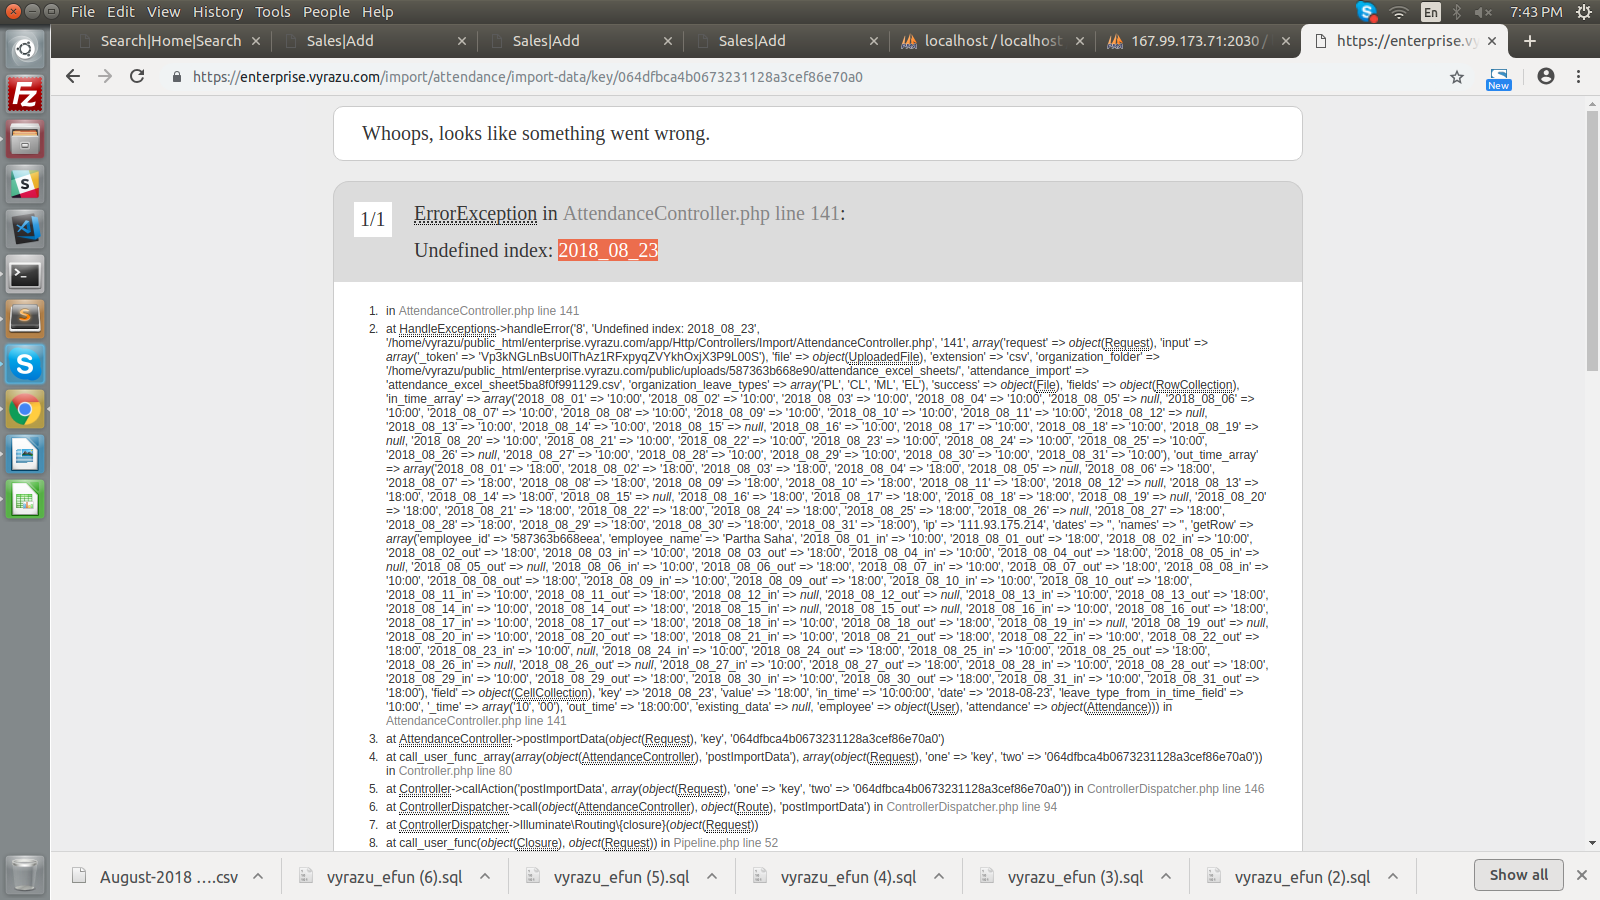 File Edit View History Tools People Help
En 7:43 PM
Search|Home|Search Sales|Add Sales|Add Sales|Add localhost / localhost 167.99.173.71:2030 / https://enterprise.vy
https://enterprise.vyrazu.com/import/attendance/import-data/key/064dfbca4b0673231128a3cef86e70a0
New
Whoops, looks like something went wrong.
1/1
ErrorException in AttendanceController.php line 141:
Undefined index: 2018_08_23
1. in AttendanceController.php line 141
2. at HandleExceptions->handleError('8', 'Undefined index: 2018_08_23',
'/home/vyrazu/public_html/enterprise.vyrazu.com/app/Http/Controllers/Import/AttendanceController.php', '141', array('request' => object(Request), 'input' =>
array('_token' => 'Vp3kNGLnBsU0lThAz1RFxpyqZVYkhOxjX3P9L00S'), 'file' => object(UploadedFile), 'extension' => 'csv', 'organization_folder' =>
'/home/vyrazu/public_html/enterprise.vyrazu.com/public/uploads/587363b668e90/attendance_excel_sheets/', 'attendance_import' =>
'attendance_excel_sheet5ba8f0f991129.csv', 'organization_leave_types' => array('PL', 'CL', 'ML', 'EL'), 'success' => object(File), 'fields' => object(RowCollection),
'in_time_array' => array('2018_08_01' => '10:00', '2018_08_02' => '10:00', '2018_08_03' => '10:00', '2018_08_04' => '10:00', '2018_08_05' => null, '2018_08_06' =>
'10:00', '2018_08_07' => '10:00', '2018_08_08' => '10:00', '2018_08_09' => '10:00', '2018_08_10' => '10:00', '2018_08_11' => '10:00', '2018_08_12' => null,
'2018_08_13' => '10:00', '2018_08_14' => '10:00', '2018_08_15' => null, '2018_08_16' => '10:00', '2018_08_17' => '10:00', '2018_08_18' => '10:00', '2018_08_19' =>
null, '2018_08_20' => '10:00', '2018_08_21' => '10:00', '2018_08_22' => '10:00', '2018_08_23' => '10:00', '2018_08_24' => '10:00', '2018_08_25' => '10:00',
'2018_08_26' => null, '2018_08_27' => '10:00', '2018_08_28' => '10:00', '2018_08_29' => '10:00', '2018_08_30' => '10:00', '2018_08_31' => '10:00'), 'out_time_array'
=> array('2018_08_01' => '18:00', '2018_08_02' => '18:00', '2018_08_03' => '18:00', '2018_08_04' => '18:00', '2018_08_05' => null, '2018_08_06' => '18:00',
'2018_08_07' => '18:00', '2018_08_08' => '18:00', '2018_08_09' => '18:00', '2018_08_10' => '18:00', '2018_08_11' => '18:00', '2018_08_12' => null, '2018_08_13' =>
'18:00', '2018_08_14' => '18:00', '2018_08_15' => null, '2018_08_16' => '18:00', '2018_08_17' => '18:00', '2018_08_18' => '18:00', '2018_08_19' => null, '2018_08_20'
=> '18:00', '2018_08_21' => '18:00', '2018_08_22' => '18:00', '2018_08_24' => '18:00', '2018_08_25' => '18:00', '2018_08_26' => null, '2018_08_27' => '18:00',
'2018_08_28' => '18:00', '2018_08_29' => '18:00', '2018_08_30' => '18:00', '2018_08_31' => '18:00'), 'ip' => '111.93.175.214', 'dates' => '', 'names' => '', 'getRow' =>
array('employee_id' => '587363b668eea', 'employee_name' => 'Partha Saha', '2018_08_01_in' => '10:00', '2018_08_01_out' => '18:00', '2018_08_02_in' => '10:00',
'2018_08_02_out' => '18:00', '2018_08_03_in' => '10:00', '2018_08_03_out' => '18:00', '2018_08_04_in' => '10:00', '2018_08_04_out' => '18:00', '2018_08_05_in' =>
null, '2018_08_05_out' => null, '2018_08_06_in' => '10:00', '2018_08_06_out' => '18:00', '2018_08_07_in' => '10:00', '2018_08_07_out' => '18:00', '2018_08_08_in' =>
'10:00', '2018_08_08_out' => '18:00', '2018_08_09_in' => '10:00', '2018_08_09_out' => '18:00', '2018_08_10_in' => '10:00', '2018_08_10_out' => '18:00',
'2018_08_11_in' => '10:00', '2018_08_11_out' => '18:00', '2018_08_12_in' => null, '2018_08_12_out' => null, '2018_08_13_in' => '10:00', '2018_08_13_out' => '18:00',
'2018_08_14_in' => '10:00', '2018_08_14_out' => '18:00', '2018_08_15_in' => null, '2018_08_15_out' => null, '2018_08_16_in' => '10:00', '2018_08_16_out' => '18:00',
'2018_08_17_in' => '10:00', '2018_08_17_out' => '18:00', '2018_08_18_in' => '10:00', '2018_08_18_out' => '18:00', '2018_08_19_in' => null, '2018_08_19_out' => null,
'2018_08_20_in' => '10:00', '2018_08_20_out' => '18:00', '2018_08_21_in' => '10:00', '2018_08_21_out' => '18:00', '2018_08_22_in' => '10:00', '2018_08_22_out' =>
'18:00', '2018_08_23_in' => '10:00', null, '2018_08_24_in' => '10:00', '2018_08_24_out' => '18:00', '2018_08_25_in' => '10:00', '2018_08_25_out' => '18:00',
'2018_08_26_in' => null, '2018_08_26_out' => null, '2018_08_27_in' => '10:00', '2018_08_27_out' => '18:00', '2018_08_28_in' => '10:00', '2018_08_28_out' => '18:00',
'2018_08_29_in' => '10:00', '2018_08_29_out' => '18:00', '2018_08_30_in' => '10:00', '2018_08_30_out' => '18:00', '2018_08_31_in' => '10:00', '2018_08_31_out' =>
'18:00'), 'field' => object(CellCollection), 'key' => '2018_08_23', 'value' => '18:00', 'in_time' => '10:00:00', 'date' => '2018-08-23', 'leave_type_from_in_time_field' =>
'10:00', '_time' => array('10', '00'), 'out_time' => '18:00:00', 'existing_data' => null, 'employee' => object(User), 'attendance' => object(Attendance))) in
AttendanceController.php line 141
3. at AttendanceController->postImportData(object(Request), 'key', '064dfbca4b0673231128a3cef86e70a0')
4. at call_user_func_array(array(object(AttendanceController), 'postImportData'), array(object(Request), 'one' => 'key', 'two' => '064dfbca4b0673231128a3cef86e70a0'))
in Controller.php line 80
5. at Controller->callAction('postImportData', array(object(Request), 'one' => 'key', 'two' => '064dfbca4b0673231128a3cef86e70a0')) in ControllerDispatcher.php line 146
6. at ControllerDispatcher->call(object(AttendanceController), object(Route), 'postImportData') in ControllerDispatcher.php line 94
7. at ControllerDispatcher->Illuminate\Routing\{closure}(object(Request))
8. at call_user_func(object(Closure), object(Request)) in Pipeline.php line 52
August-2018 ....csv vyrazu_efun (6).sql vyrazu_efun (5).sql vyrazu_efun (4).sql vyrazu_efun (3).sql vyrazu_efun (2).sql Show all